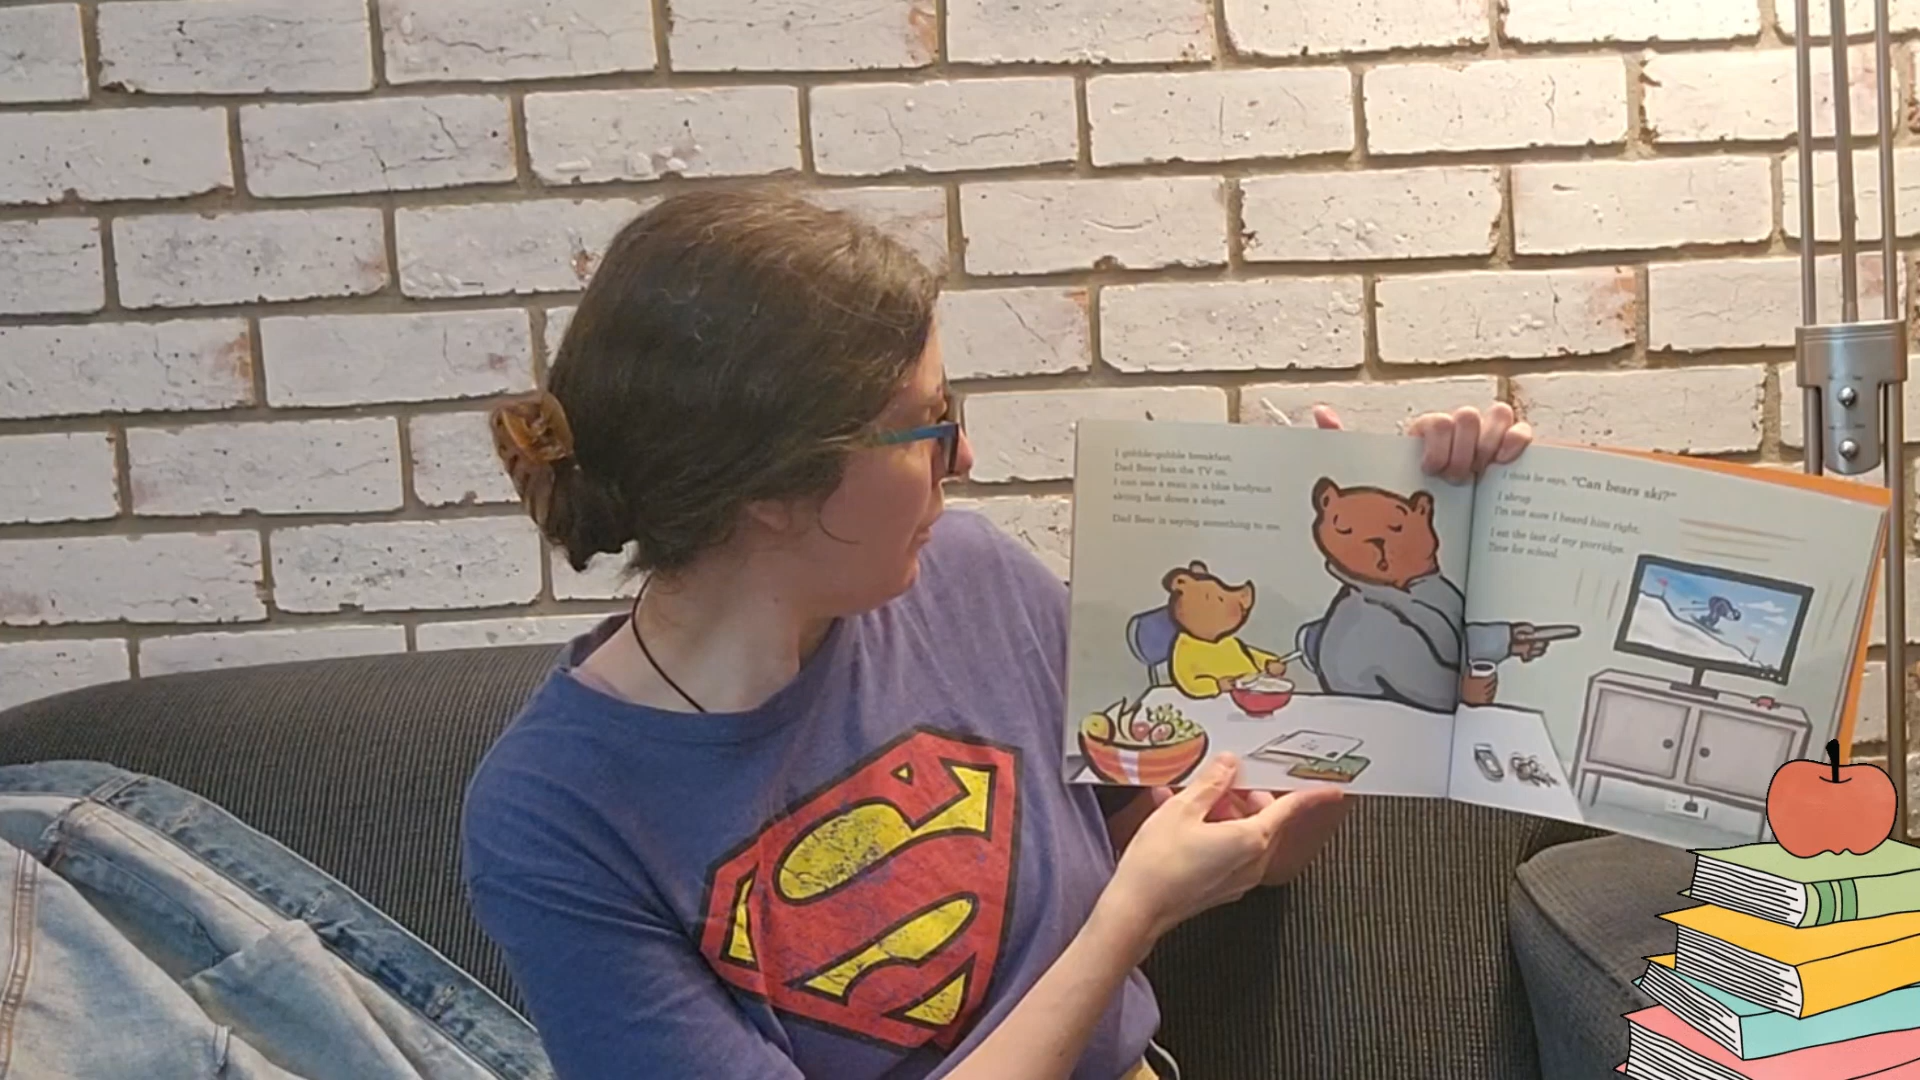 I gobble-gobble breakfast.
Dad Bear has the TV on.
I can see a man in a blue bodysuit
skiing fast down a slope.
Dad Bear is saying something to me.
I think he says, "Can bears ski?"
I shrug.
I'm not sure I heard him right.
I eat the last of my porridge.
Time for school.
S